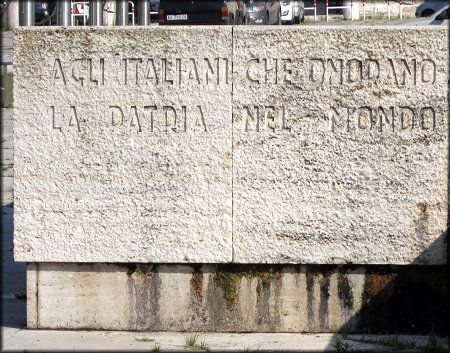 AGLI ITALIANI CHE ONORANO
LA PATRIA NEL MONDO